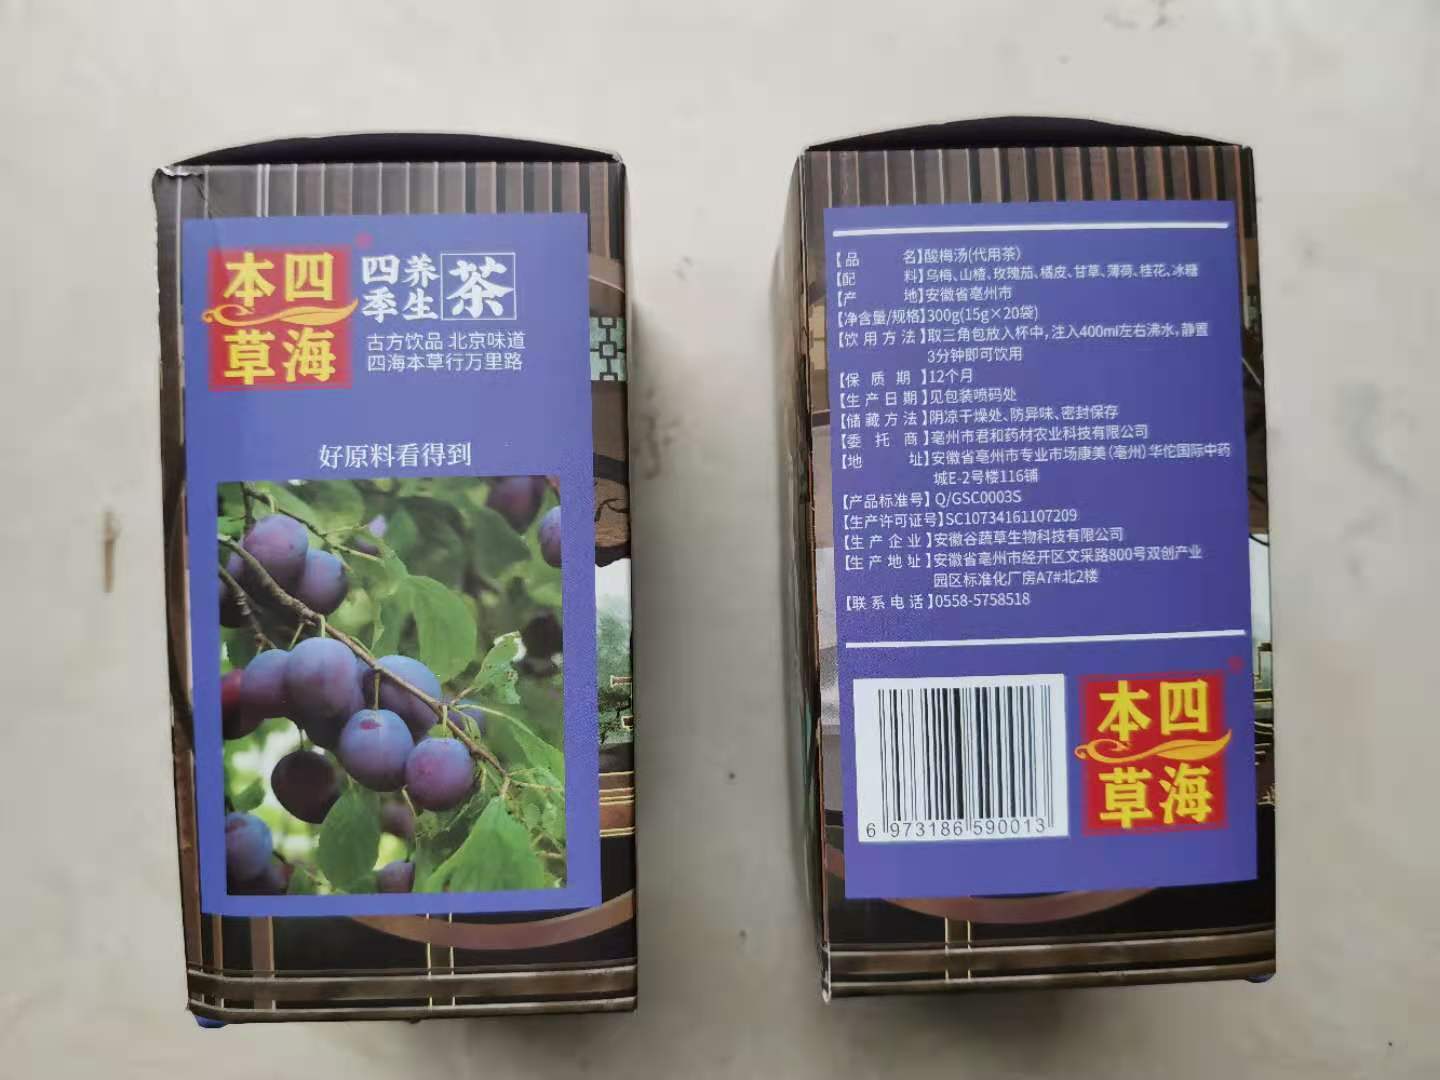 四海本草
四季养生茶
古方饮品 北京味道
四海本草行万里路
好原料看得到
【品名】酸梅汤(代用茶)
【配料】乌梅、山楂、玫瑰茄、橘皮、甘草、薄荷、桂花、冰糖
【产地】安徽省亳州市
【净含量/规格】300g(15g×20袋)
【饮用方法】取三角包放入杯中,注入400ml左右沸水,静置
3分钟即可饮用
【保质期】12个月
【生产日期】见包装喷码处
【储藏方法】阴凉干燥处、防异味、密封保存
【委托商】亳州市君和药材农业科技有限公司
【地址】安徽省亳州市专业市场康美(亳州)华佗国际中药
城E-2号楼116铺
【产品标准号】Q/GSC0003S
【生产许可证号】SC10734161107209
【生产企业】安徽谷蔬草生物科技有限公司
【生产地址】安徽省亳州市经开区文采路800号双创产业
园区标准化厂房A7#北2楼
【联系电话】0558-5758518
6 973186 590013
四海本草